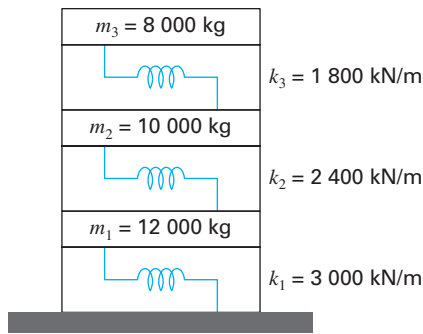 m₃ = 8 000 kg
k₃ = 1 800 kN/m
m₂ = 10 000 kg
k₂ = 2 400 kN/m
m₁ = 12 000 kg
k₁ = 3 000 kN/m